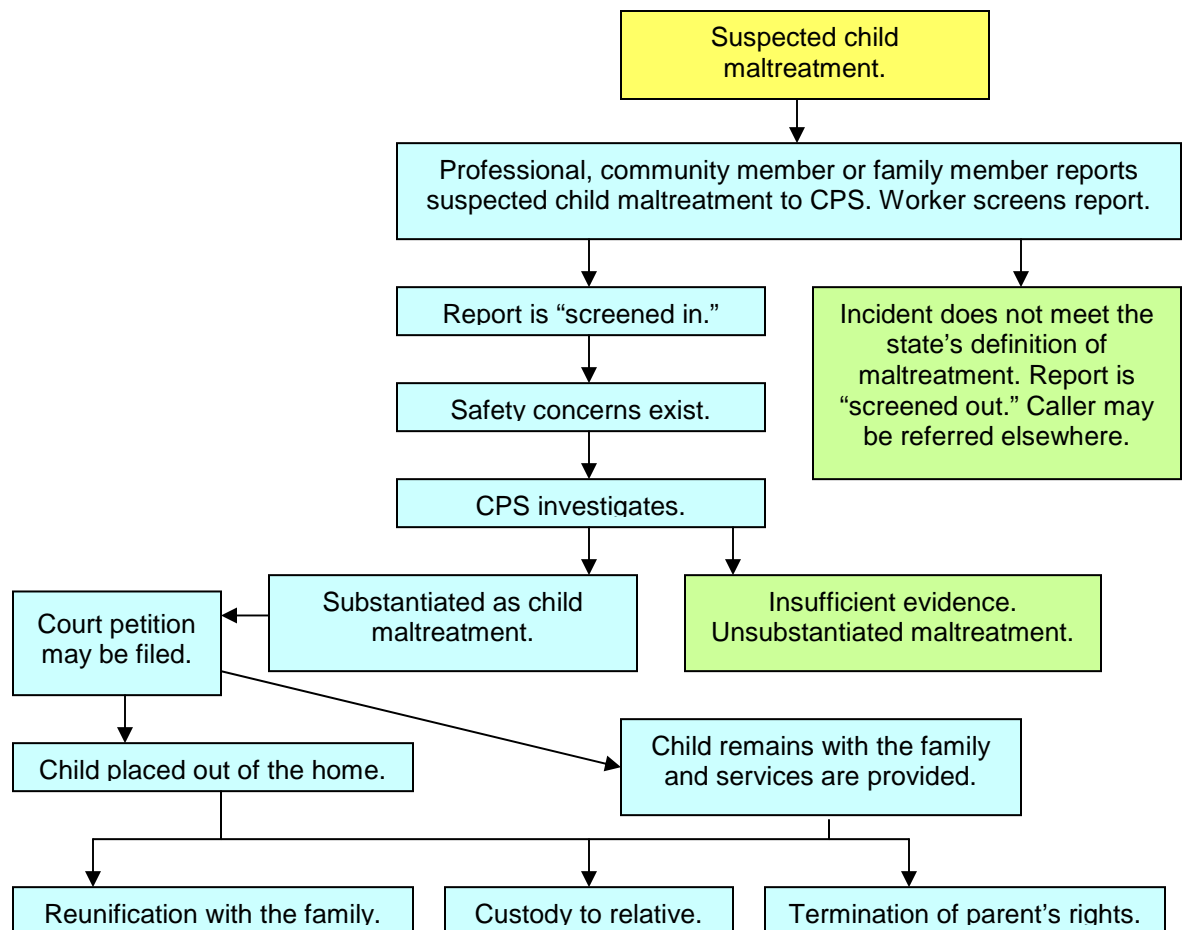 Suspected child
maltreatment.
Professional, community member or family member reports
suspected child maltreatment to CPS. Worker screens report.
Report is “screened in.”
Incident does not meet the
state’s definition of
maltreatment. Report is
“screened out.” Caller may
be referred elsewhere.
Safety concerns exist.
CPS investigates.
Substantiated as child
maltreatment.
Insufficient evidence.
Unsubstantiated maltreatment.
Court petition
may be filed.
Child placed out of the home.
Child remains with the family
and services are provided.
Reunification with the family.
Custody to relative.
Termination of parent’s rights.